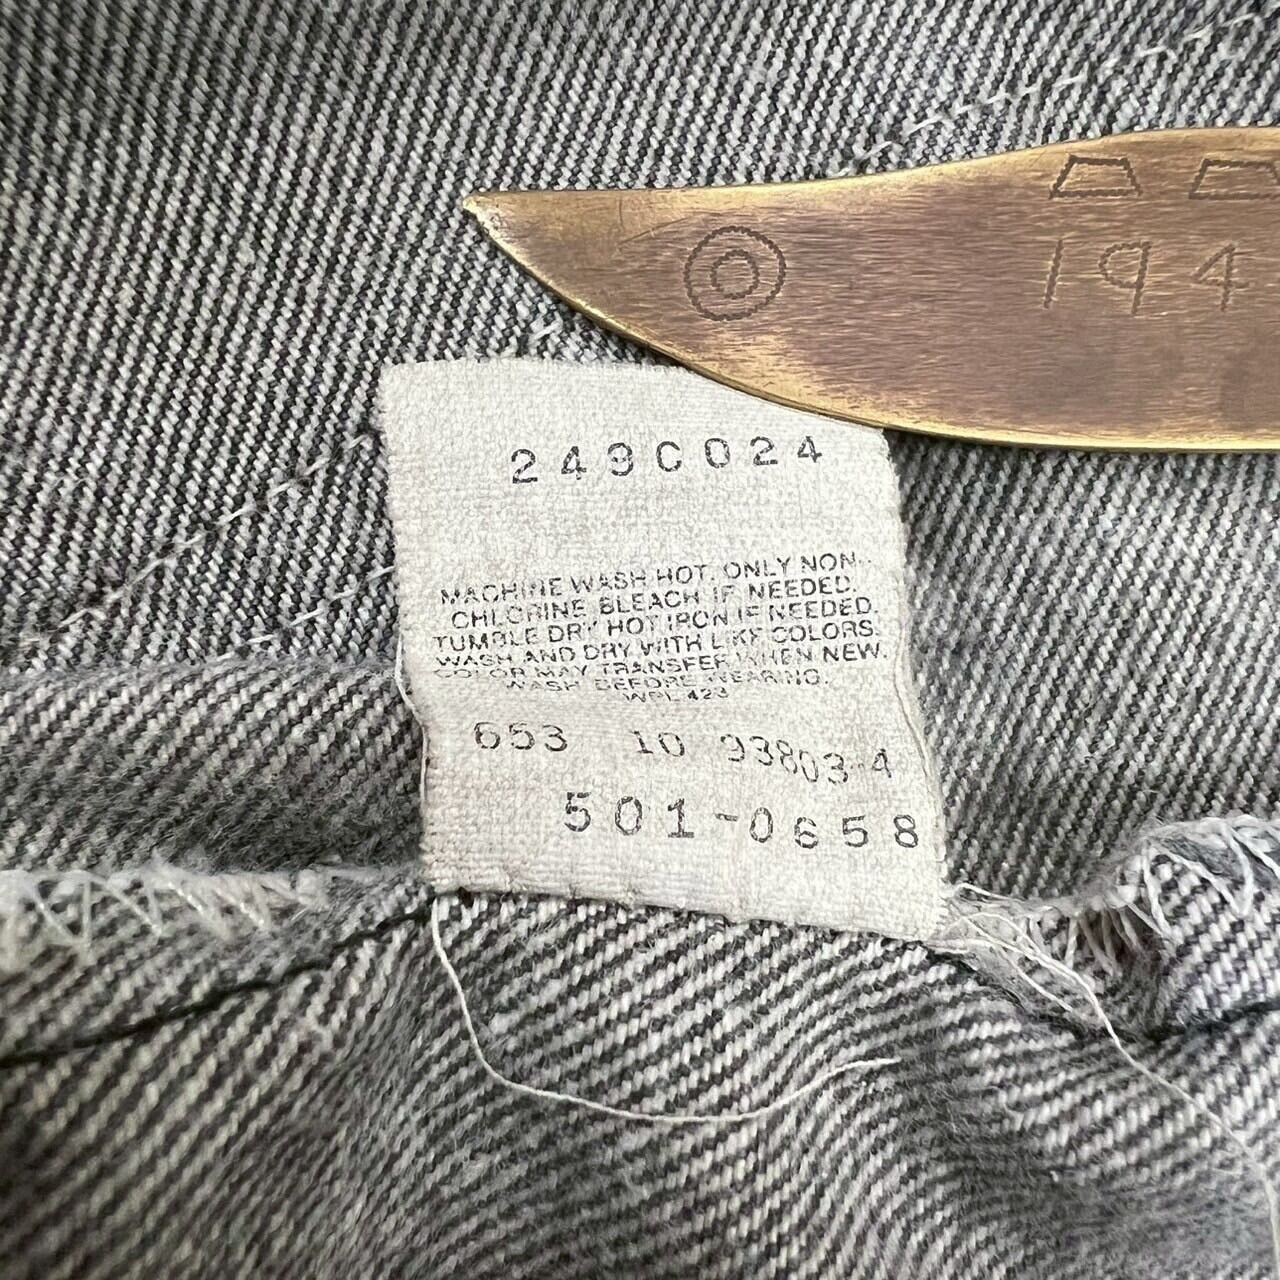 194
243C024
MACHINE WASH HOT. ONLY NON-
CHLORINE BLEACH IF NEEDED.
TUMBLE DRY HOT IRON IF NEEDED.
WASH AND DRY WITH LIKE COLORS.
COLOR MAY TRANSFER WHEN NEW.
WASH BEFORE WEARING.
WPL 423
653 10 93803 4
501-0658